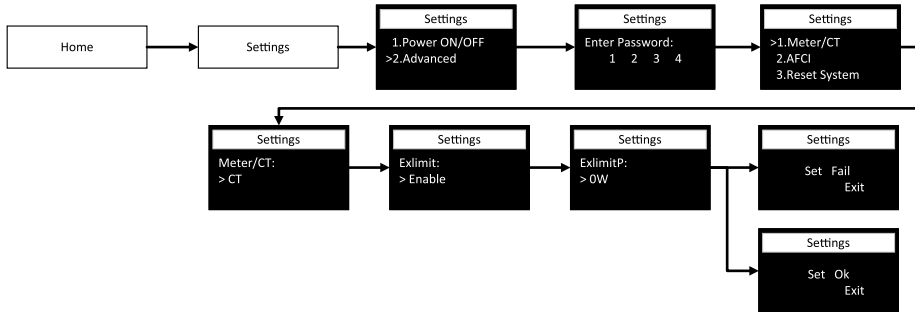 Home
Settings
Settings
1.Power ON/OFF
>2.Advanced
Settings
Enter Password:
1 2 3 4
Settings
>1.Meter/CT
2.AFCI
3.Reset System
Settings
Meter/CT:
> CT
Settings
Exlimit:
> Enable
Settings
ExlimitP:
> 0W
Settings
Set Fail
Exit
Settings
Set Ok
Exit